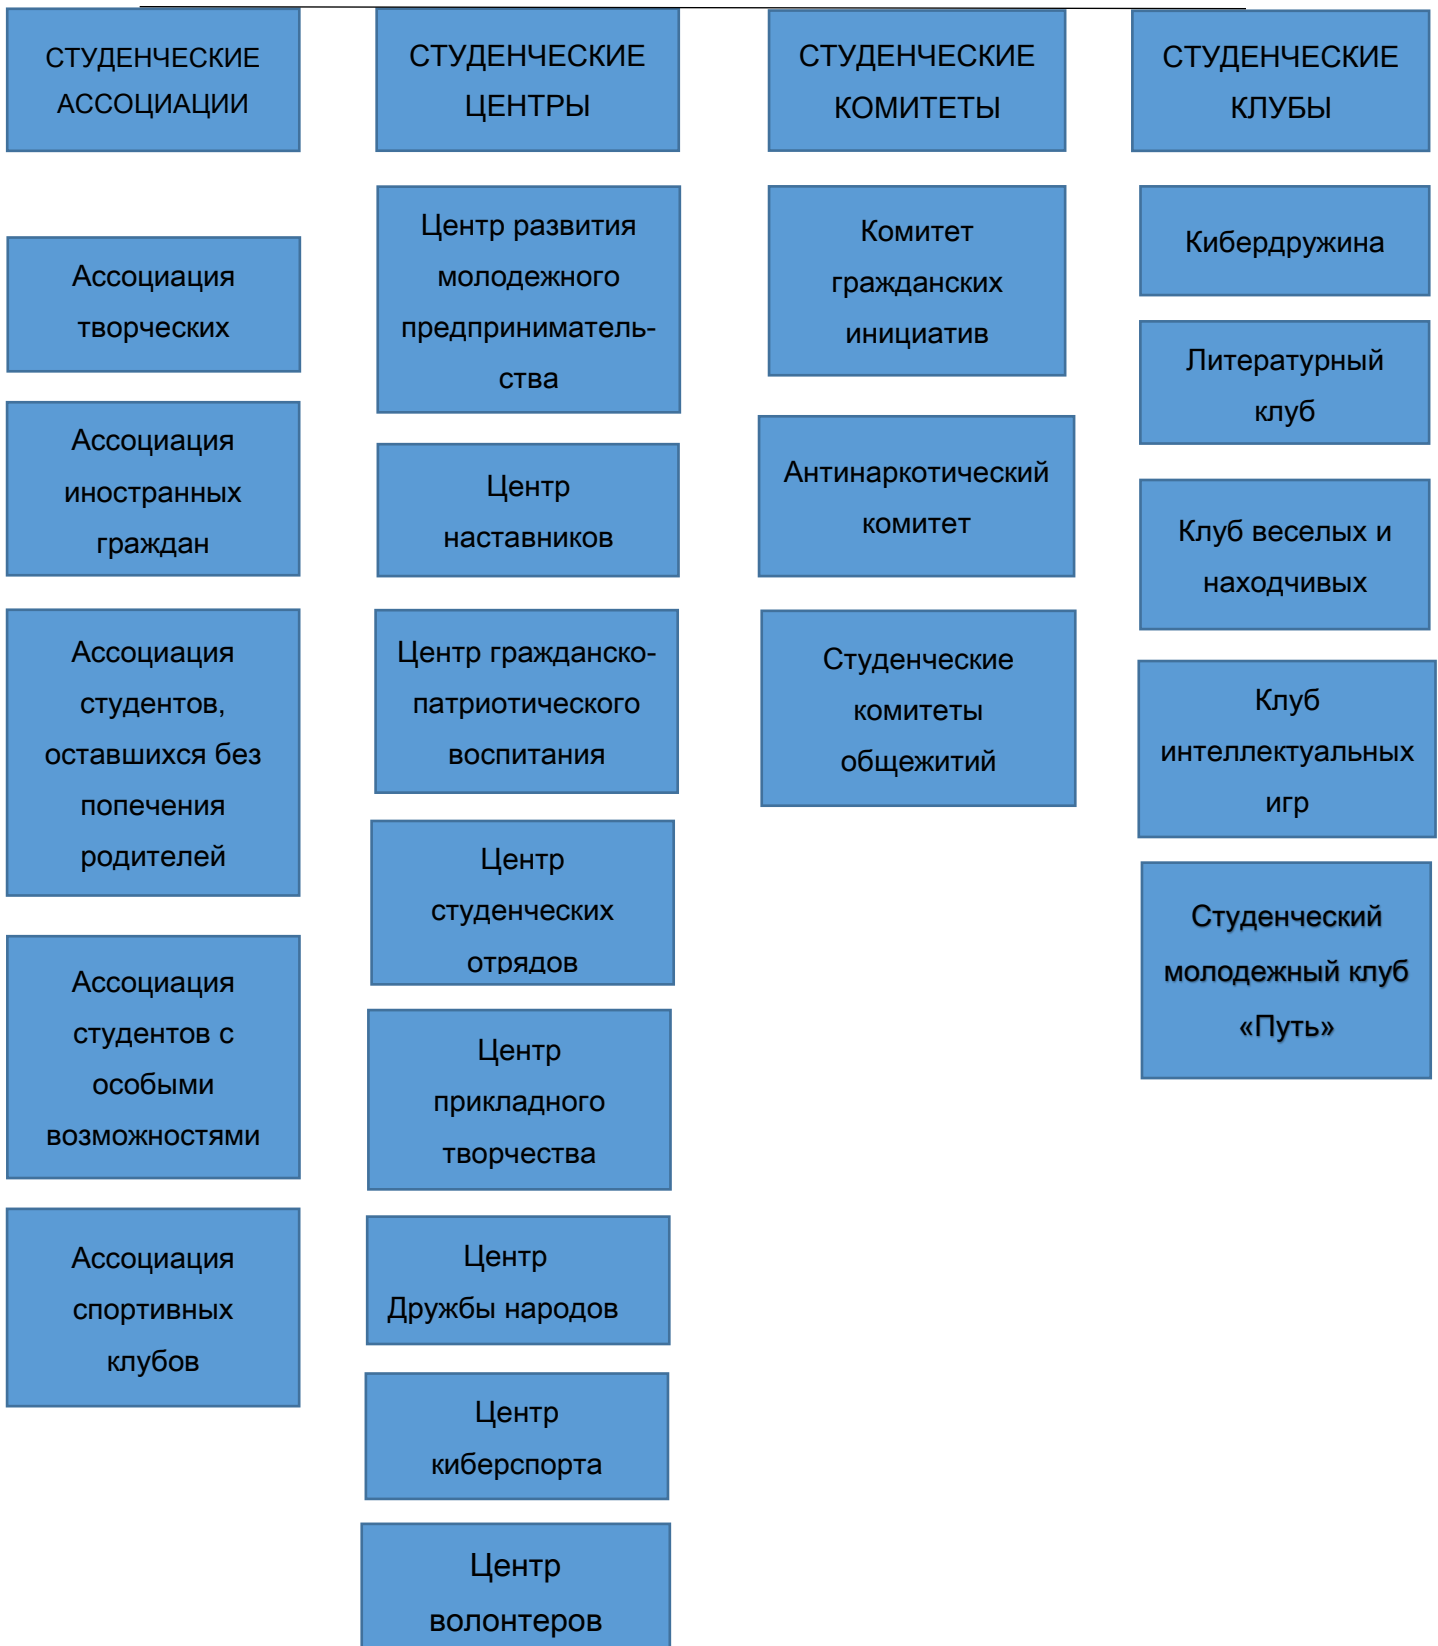 СТУДЕНЧЕСКИЕ
АССОЦИАЦИИ
Ассоциация
творческих
Ассоциация
иностранных
граждан
Ассоциация
студентов,
оставшихся без
попечения
родителей
Ассоциация
студентов с
особыми
возможностями
Ассоциация
спортивных
клубов
СТУДЕНЧЕСКИЕ
ЦЕНТРЫ
Центр развития
молодежного
предприниматель-
ства
Центр
наставников
Центр гражданско-
патриотического
воспитания
Центр
студенческих
отрядов
Центр
прикладного
творчества
Центр
Дружбы народов
Центр
киберспорта
Центр
волонтеров
СТУДЕНЧЕСКИЕ
КОМИТЕТЫ
Комитет
гражданских
инициатив
Антинаркотический
комитет
Студенческие
комитеты
общежитий
СТУДЕНЧЕСКИЕ
КЛУБЫ
Кибердружина
Литературный
клуб
Клуб веселых и
находчивых
Клуб
интеллектуальных
игр
Студенческий
молодежный клуб
«Путь»